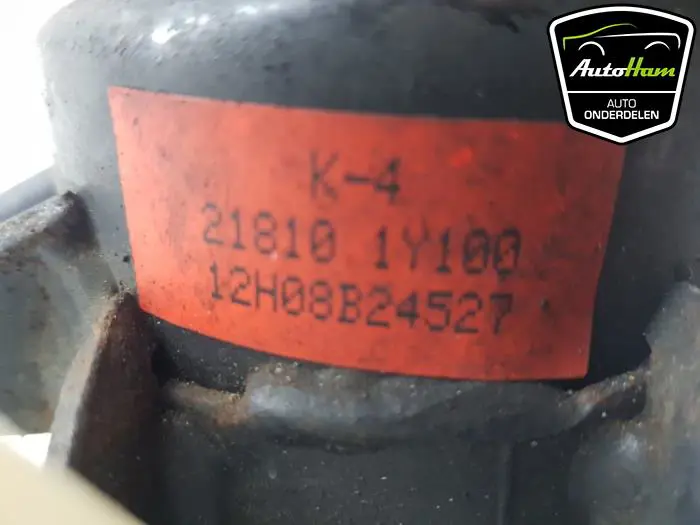 AutoHam
AUTO
ONDERDELEN
K-4
21810 1Y100
12H08B24527